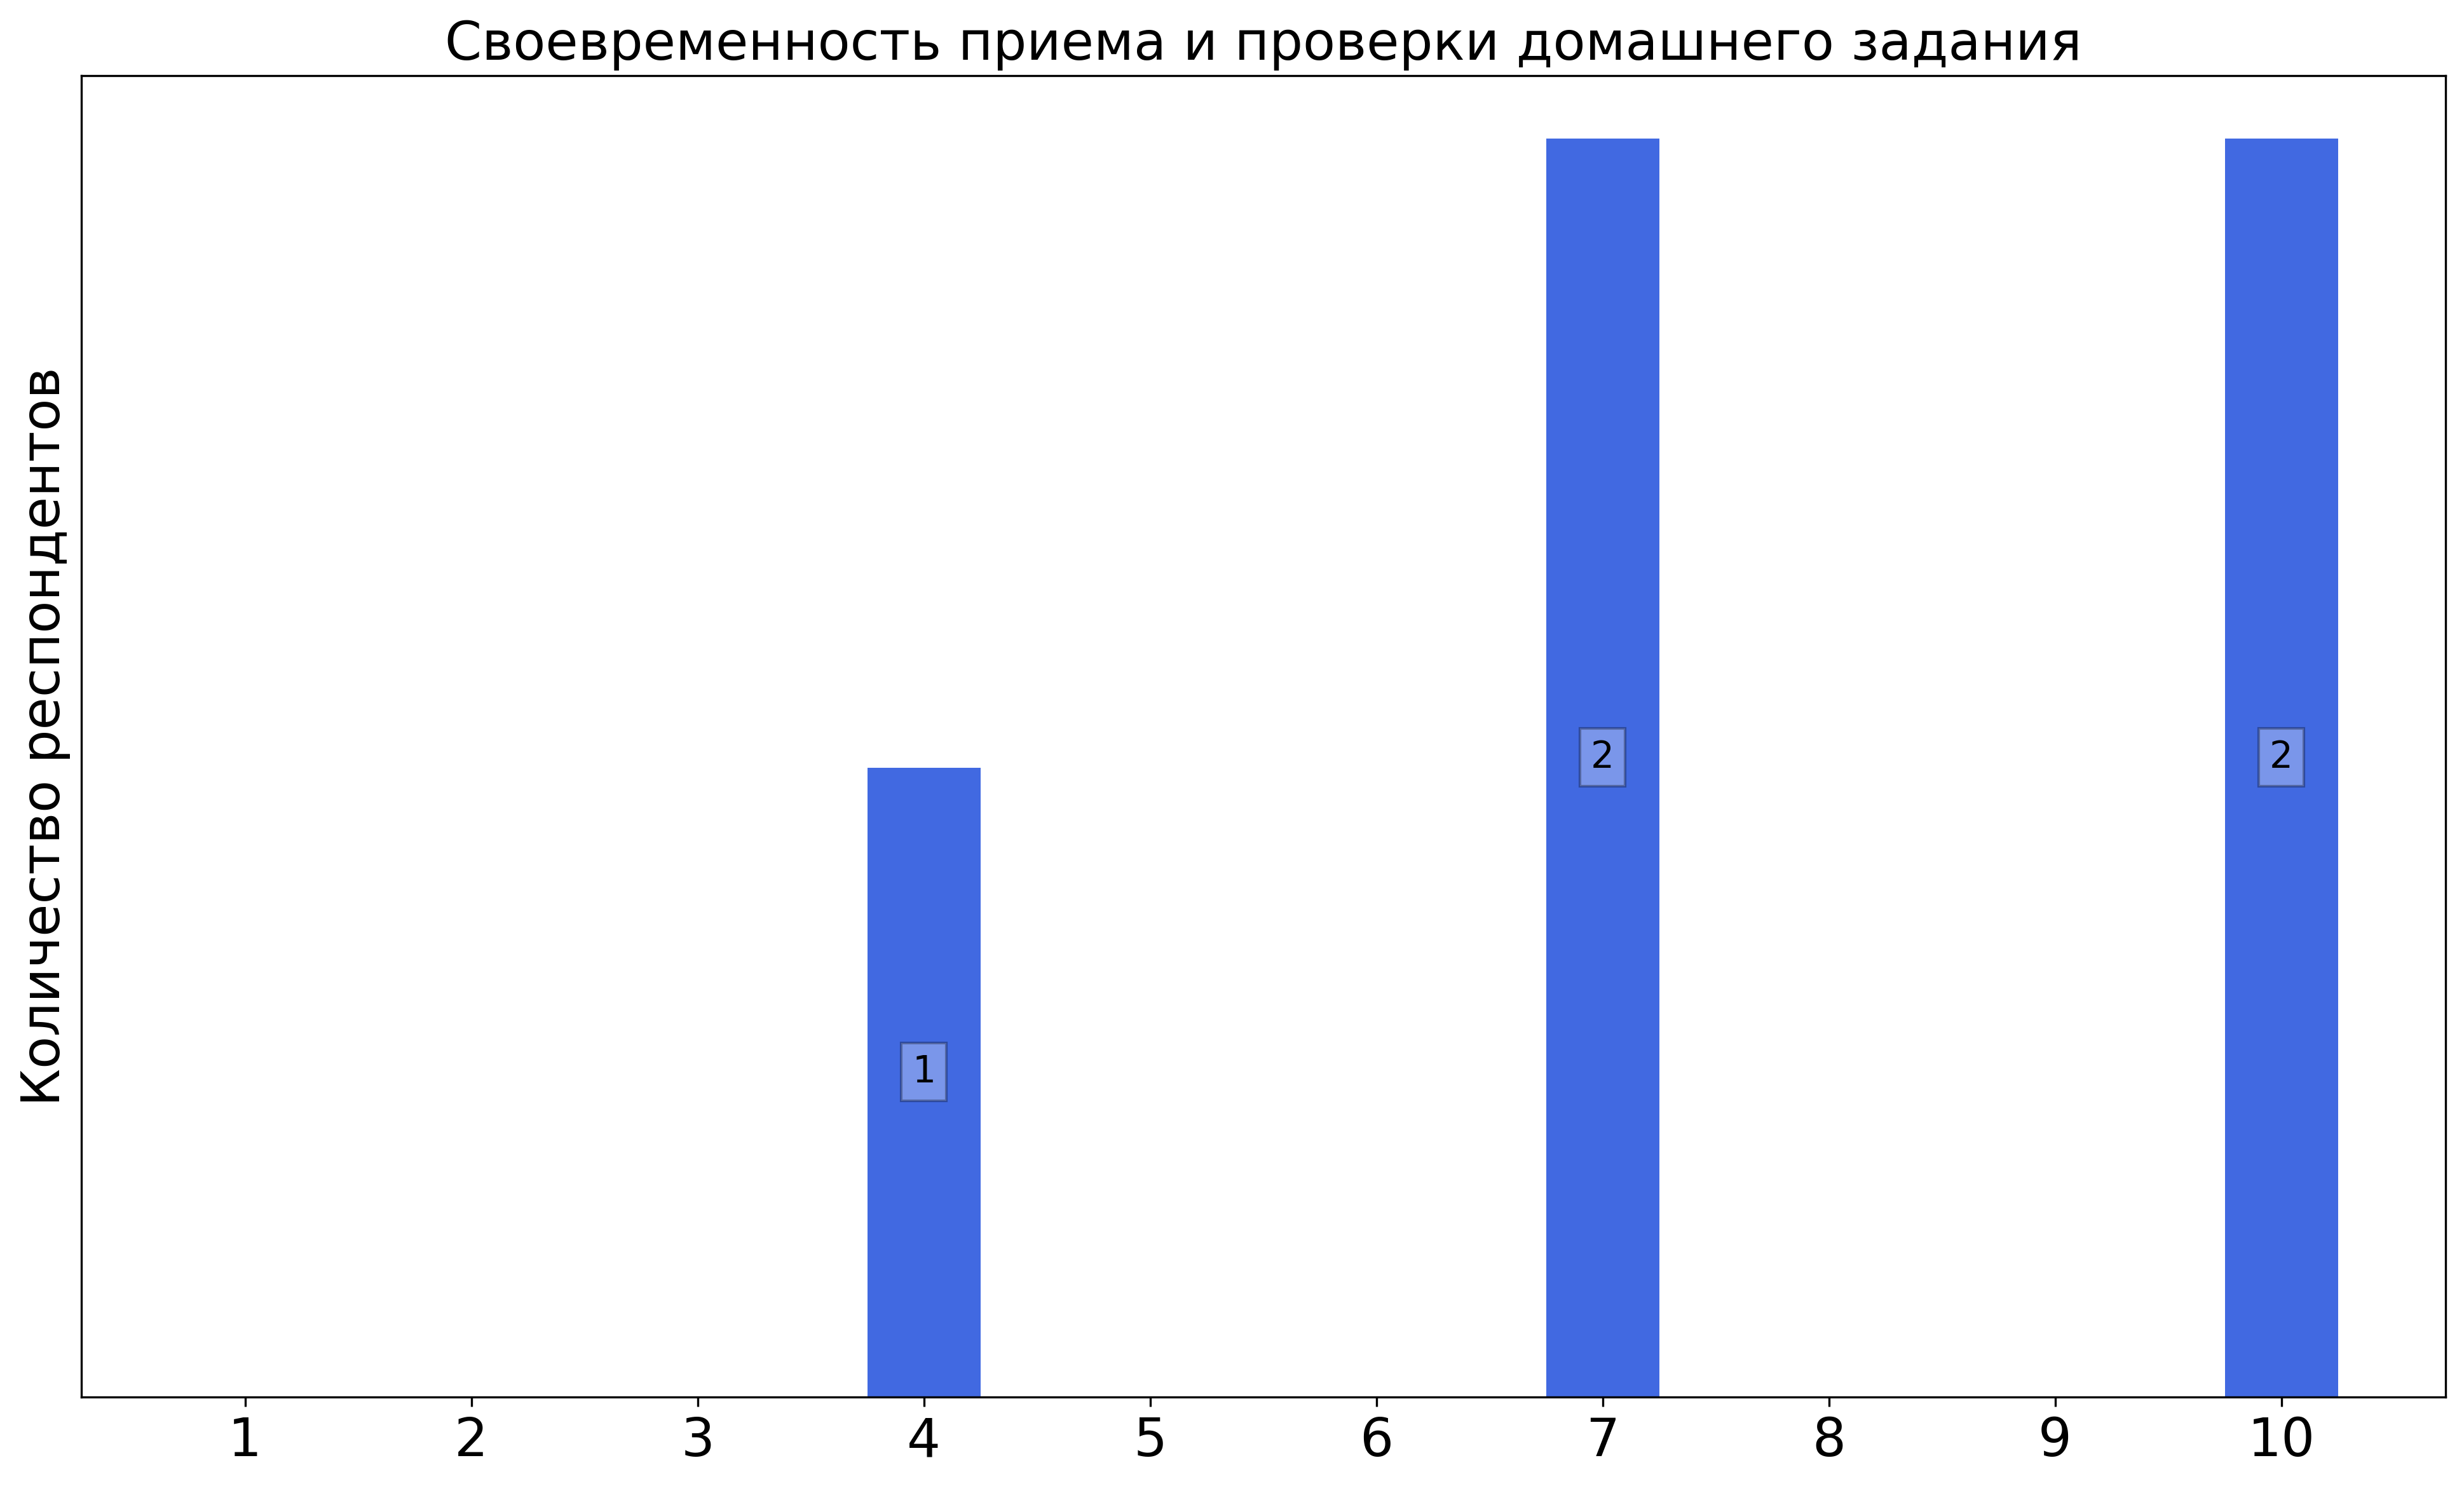 Своевременность приема и проверки домашнего задания
Количество респондентов
2
2
1
1 2 3 4 5 6 7 8 9 10